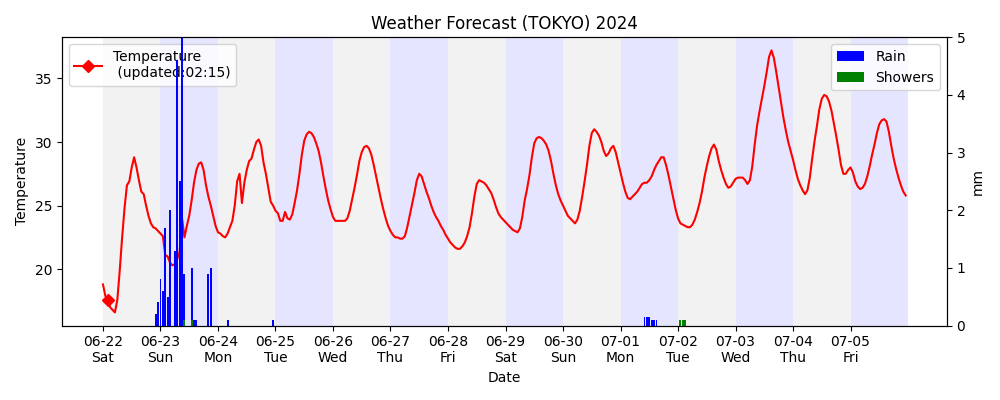 Weather Forecast (TOKYO) 2024
Temperature
(updated:02:15)
Rain
Showers
35
30
25
20
Temperature
5
4
3
2
1
0
mm
06-22 06-23 06-24 06-25 06-26 06-27 06-28 06-29 06-30 07-01 07-02 07-03 07-04 07-05
Sat Sun Mon Tue Wed Thu Fri Sat Sun Mon Tue Wed Thu Fri
Date